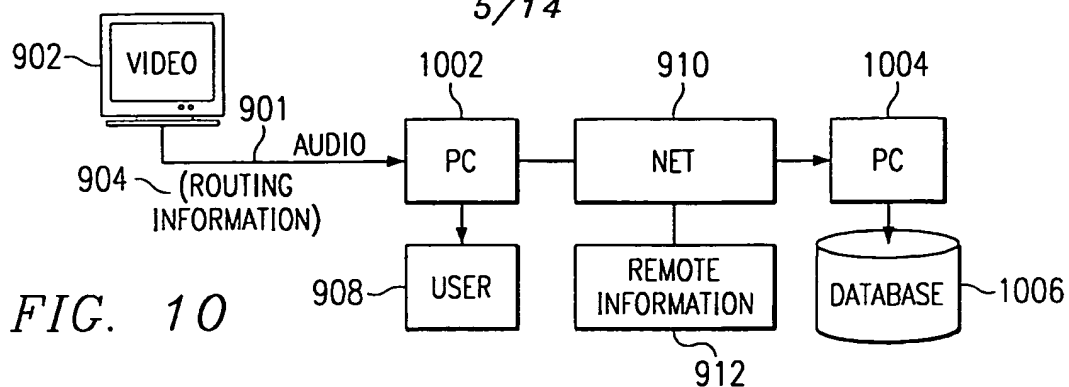 5/14
902
VIDEO
1002
910
1004
901
AUDIO
PC
NET
PC
904
(ROUTING
INFORMATION)
908
USER
REMOTE
INFORMATION
DATABASE
1006
912
FIG. 10